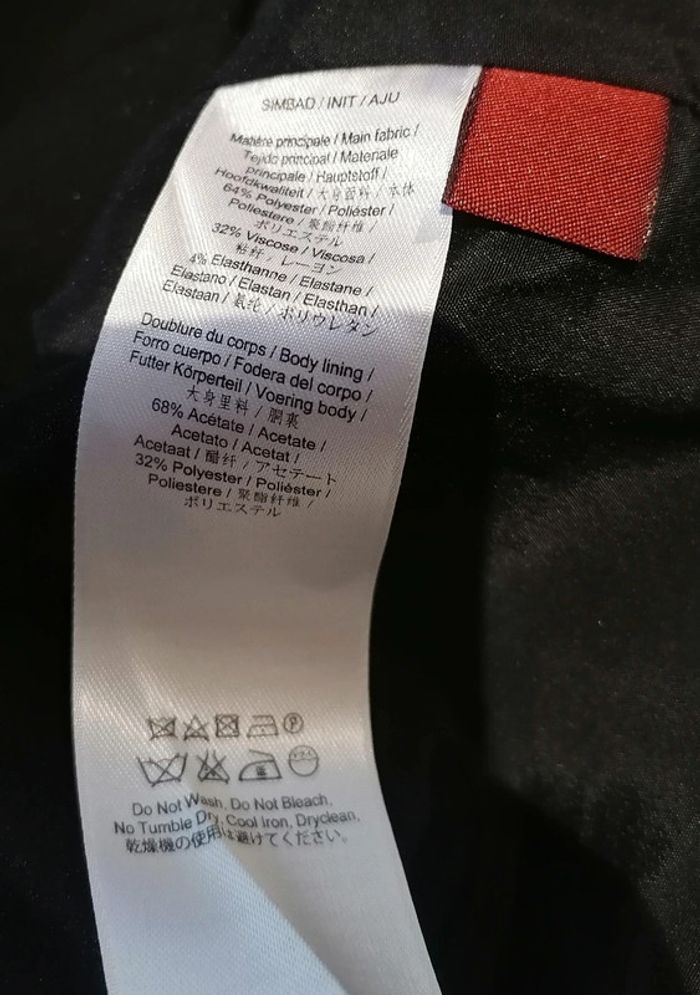 SIMBAD / INIT / AJU
Matière principale / Main fabric /
Tejido principal / Materiale
principale / Hauptstoff /
Hoofdkwaliteit / 大身面料 / 本体
64% Polyester / Poliéster /
Poliestere / 聚酯纤维 /
ポリエステル
32% Viscose / Viscosa /
粘纤 / レーヨン
4% Elasthanne / Elastane /
Elastano / Elastan / Elasthan /
Elastaan / 氨纶 / ポリウレタン
Doublure du corps / Body lining /
Forro cuerpo / Fodera del corpo /
Futter Körperteil / Voering body /
大身里料 / 胴裏
68% Acétate / Acetate /
Acetato / Acetat /
Acetaat / 醋纤 / アセテート
32% Polyester / Poliéster /
Poliestere / 聚酯纤维 /
ポリエステル
P
ドライ
Do Not Wash, Do Not Bleach,
No Tumble Dry, Cool Iron, Dryclean,
乾燥機の使用は避けてください。